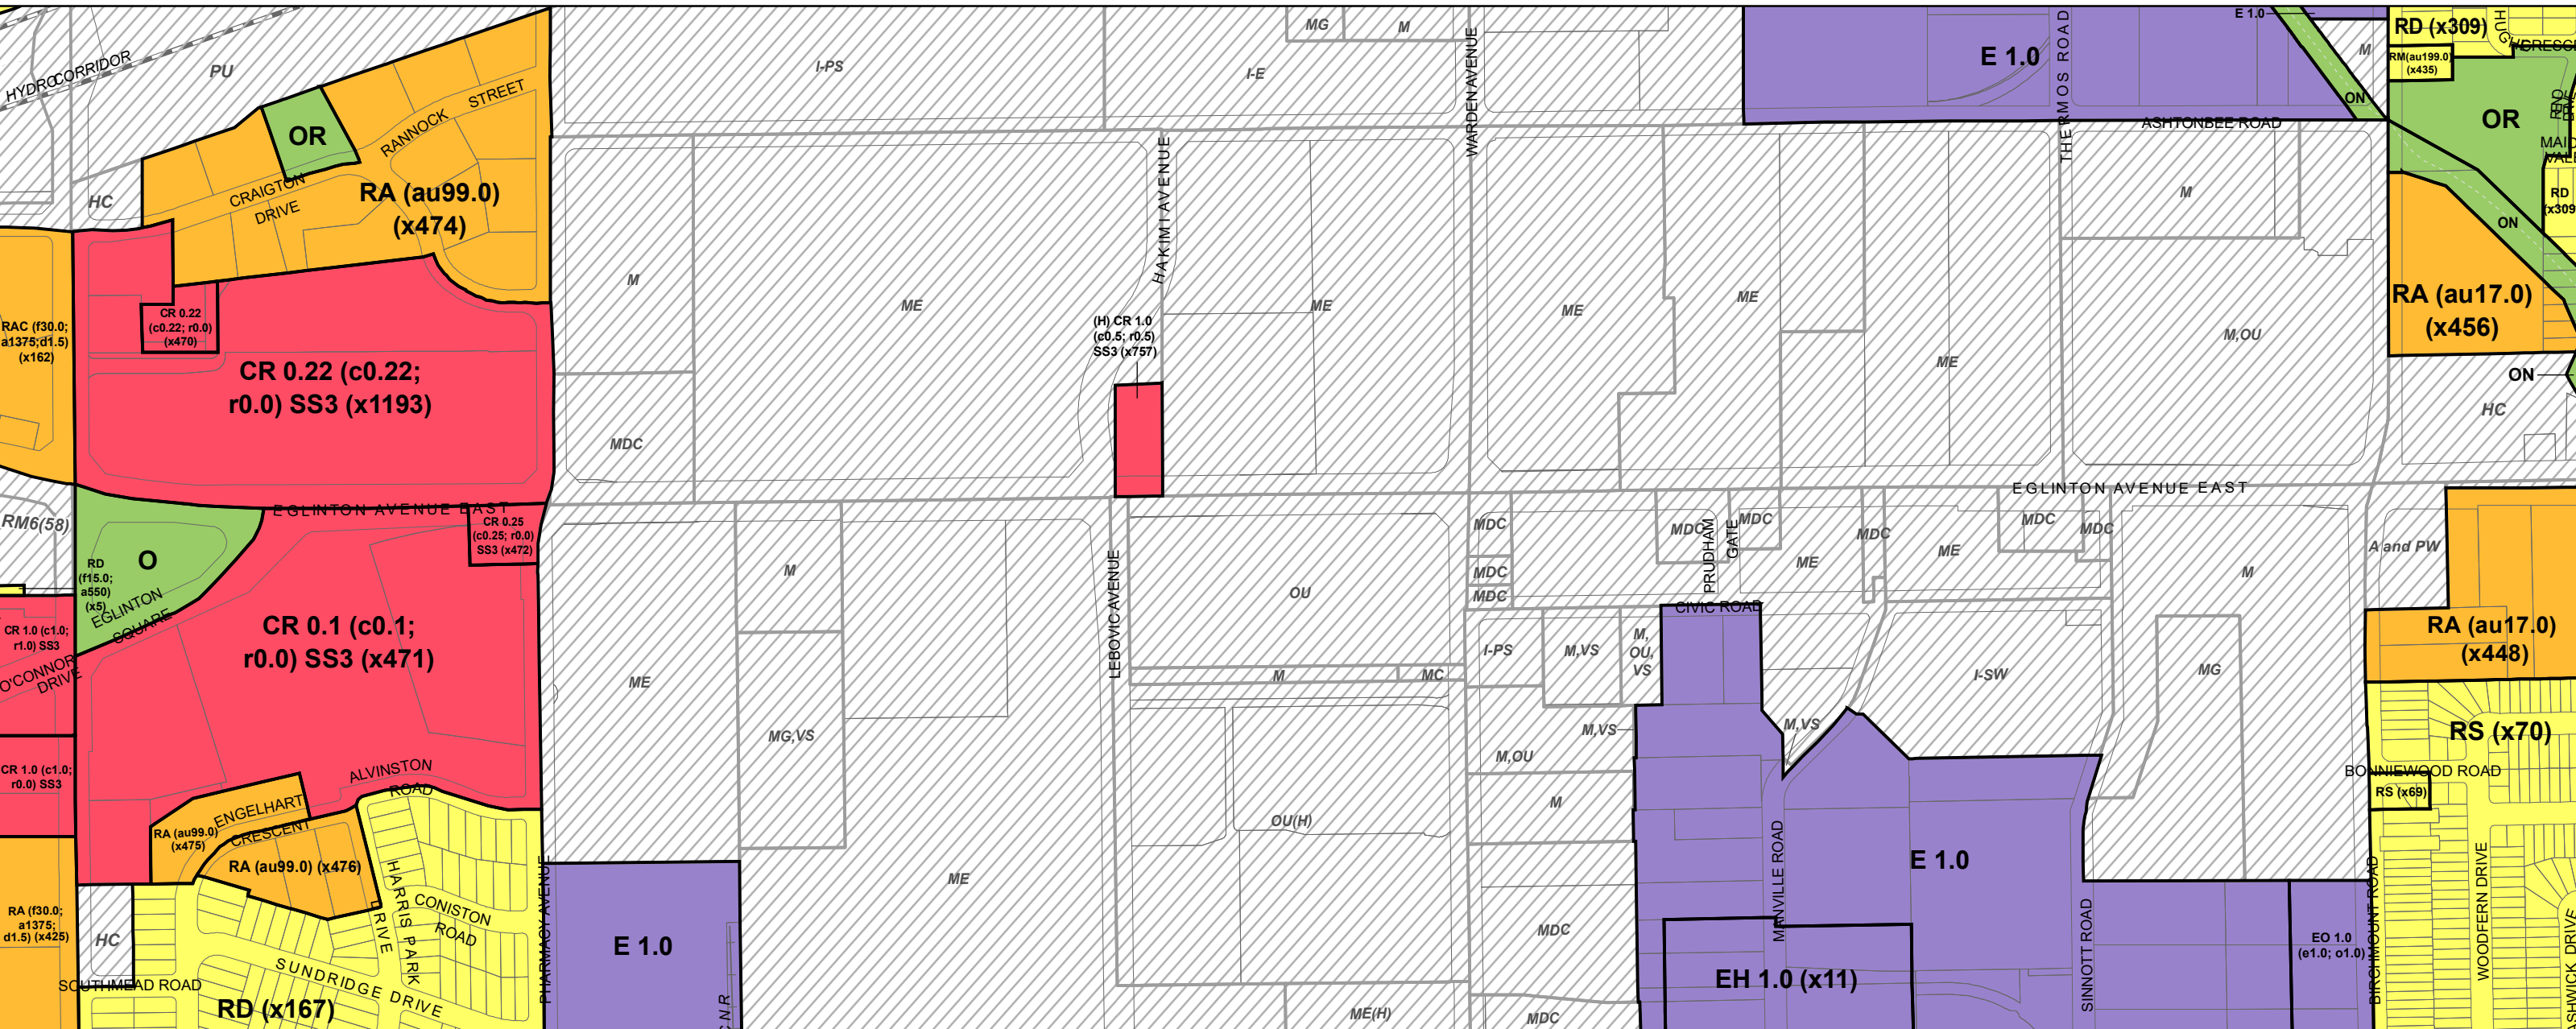 HYDRO CORRIDOR
PU
I-PS
I-E
MG
M
WARDEN AVENUE
E 1.0
THERMOS ROAD
E 1.0
M
ON
ASHTONBEE ROAD
RD (x309)
RM(au199.0)
(x435)
OR
RD
(x309
ON
RA (au17.0)
(x456)
ON
HC
OR
RANNOCK
STREET
CRAIGTON
DRIVE
RA (au99.0)
(x474)
HC
RAC (f30.0;
a1375;d1.5)
(x162)
CR 0.22
(c0.22; r0.0)
(x470)
CR 0.22 (c0.22;
r0.0) SS3 (x1193)
M
MDC
ME
HAKIMI AVENUE
(H) CR 1.0
(c0.5; r0.5)
SS3 (x757)
ME
ME
ME
ME
M
M,OU
EGLINTON AVENUE EAST
EGLINTON AVENUE EAST
RM6(58)
RD
(f15.0;
a550)
(x5)
O
EGLINTON
SQUARE
CR 0.25
(c0.25; r0.0)
SS3 (x472)
CR 1.0 (c1.0;
r1.0) SS3
O'CONNOR
DRIVE
CR 1.0 (c1.0;
r0.0) SS3
CR 0.1 (c0.1;
r0.0) SS3 (x471)
ALVINSTON
ROAD
ENGELHART
CRESCENT
RA (au99.0)
(x475)
RA (au99.0) (x476)
RA (f30.0;
a1375;
d1.5) (x425)
HC
SOUTHMEAD ROAD
RD (x167)
HARRIS PARK
DRIVE
CONISTON
ROAD
SUNDRIDGE DRIVE
PHARMACY AVENUE
ME
M
MG,VS
E 1.0
C N R
ME
LEBOVIC AVENUE
OU
M
MC
OU(H)
ME(H)
MDC
MDC
MDC
MDC
PRUDHAM
GATE
MDC
ME
MDC
ME
MDC
MDC
CIVIC ROAD
I-PS
M,VS
M,
OU,
VS
M,VS
M,OU
M
MDC
MDC
M,VS
I-SW
M
MG
MANVILLE ROAD
E 1.0
EH 1.0 (x11)
SINNOTT ROAD
EO 1.0
(e1.0; o1.0)
BIRCHMOUNT ROAD
A and PW
RA (au17.0)
(x448)
RS (x70)
BONNIEWOOD ROAD
RS (x69)
WOODFERN DRIVE